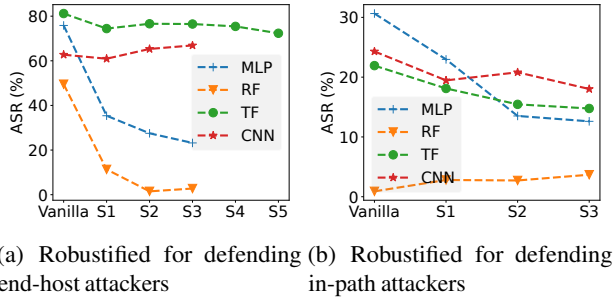 80
60
40
20
0
ASR (%)
MLP
RF
TF
CNN
Vanilla S1 S2 S3 S4 S5
30
20
10
0
ASR (%)
MLP
RF
TF
CNN
Vanilla S1 S2 S3
a) Robustified for defending
end-host attackers
(b) Robustified for defending
in-path attackers